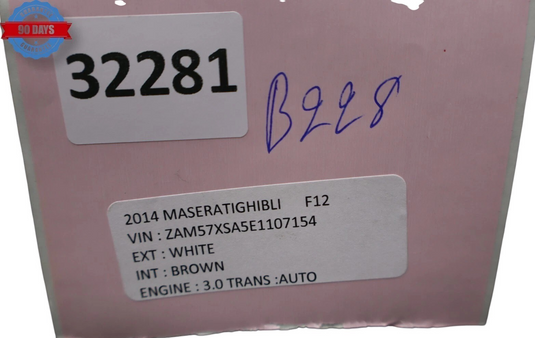 90 DAYS
32281
B228
2014 MASERATIGHIBLI F12
VIN : ZAM57XSA5E1107154
EXT : WHITE
INT : BROWN
ENGINE : 3.0 TRANS :AUTO